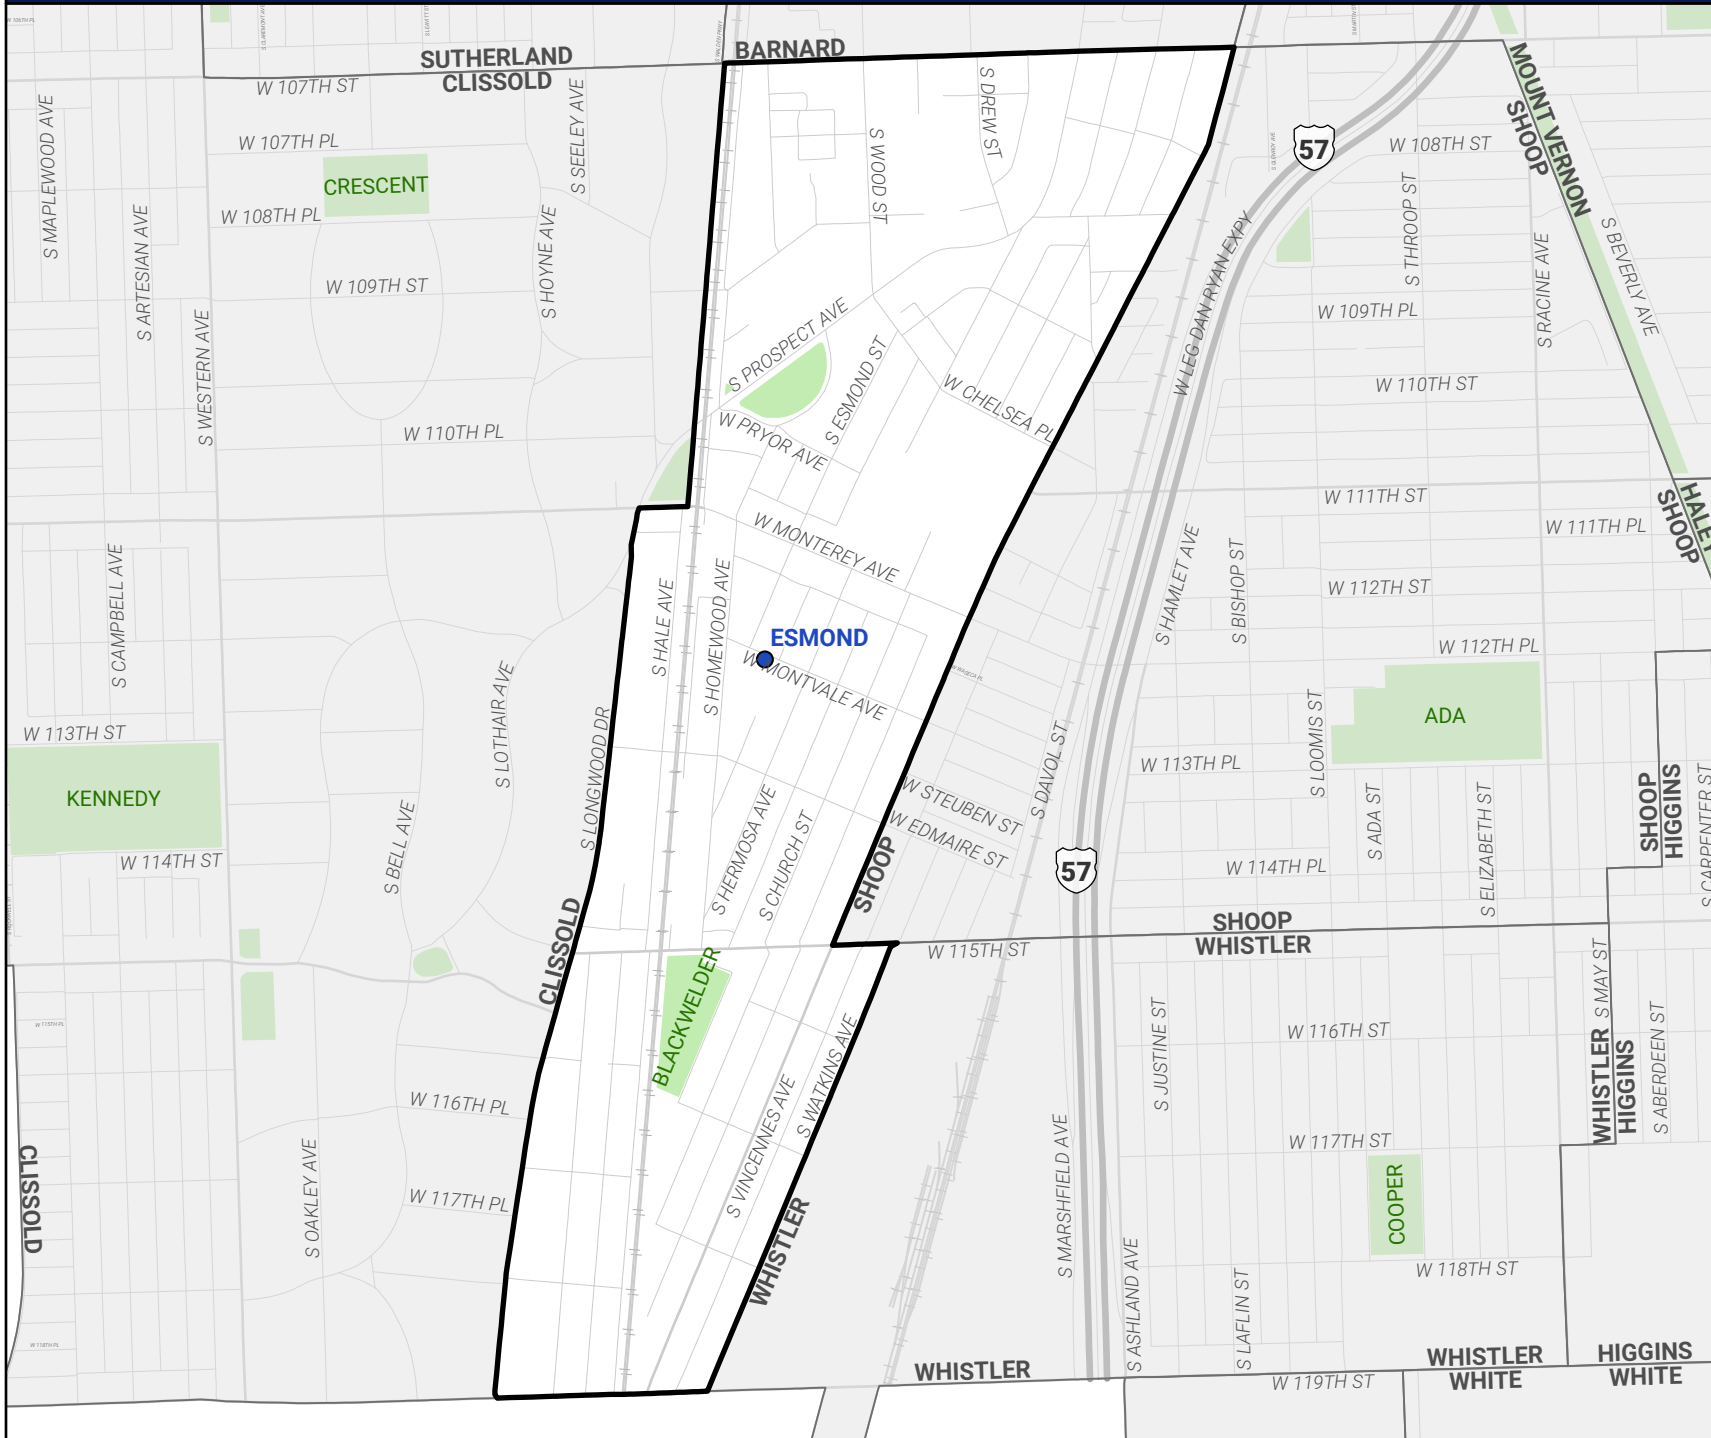 SUTHERLAND
CLISSOLD
BARNARD
MOUNT VERNON
SHOOP
W 107TH ST
W 107TH PL
CRESCENT
W 108TH PL
W 109TH ST
W 110TH PL
S MAPLEWOOD AVE
S ARTESIAN AVE
S WESTERN AVE
S SEELEY AVE
S HOYNE AVE
S WOOD ST
S DREW ST
57
W 108TH ST
S THROOP ST
S RACINE AVE
S BEVERLY AVE
W LEG DAN RYAN EXPY
W 109TH PL
W 110TH ST
S PROSPECT AVE
S ESMOND ST
W CHELSEA PL
W PRYOR AVE
W 111TH ST
W 111TH PL
HALEY
SHOOP
W MONTEREY AVE
S CAMPBELL AVE
S HALE AVE
S HOMEWOOD AVE
ESMOND
W MONTVALE AVE
S HAMLET AVE
S BISHOP ST
W 112TH ST
W 112TH PL
ADA
S LOTHAIR AVE
S LONGWOOD DR
W 113TH ST
KENNEDY
W 114TH ST
S BELL AVE
S HERMOSA AVE
S CHURCH ST
W STEUBEN ST
W EDMAIRE ST
S DAVOL ST
W 113TH PL
S LOOMIS ST
S ADA ST
S ELIZABETH ST
SHOOP
HIGGINS
S CARPENTER ST
57
W 114TH PL
SHOOP
CLISSOLD
W 115TH ST
SHOOP
WHISTLER
BLACKWELDER
W 115TH PL
S WATKINS AVE
S VINCENNES AVE
S JUSTINE ST
W 116TH ST
S MAY ST
WHISTLER
HIGGINS
S ABERDEEN ST
W 116TH PL
W 117TH PL
S OAKLEY AVE
CLISSOLD
WHISTLER
S MARSHFIELD AVE
S ASHLAND AVE
S LAFLIN ST
W 117TH ST
COOPER
W 118TH ST
W 118TH PL
WHISTLER
W 119TH ST
WHISTLER
WHITE
HIGGINS
WHITE